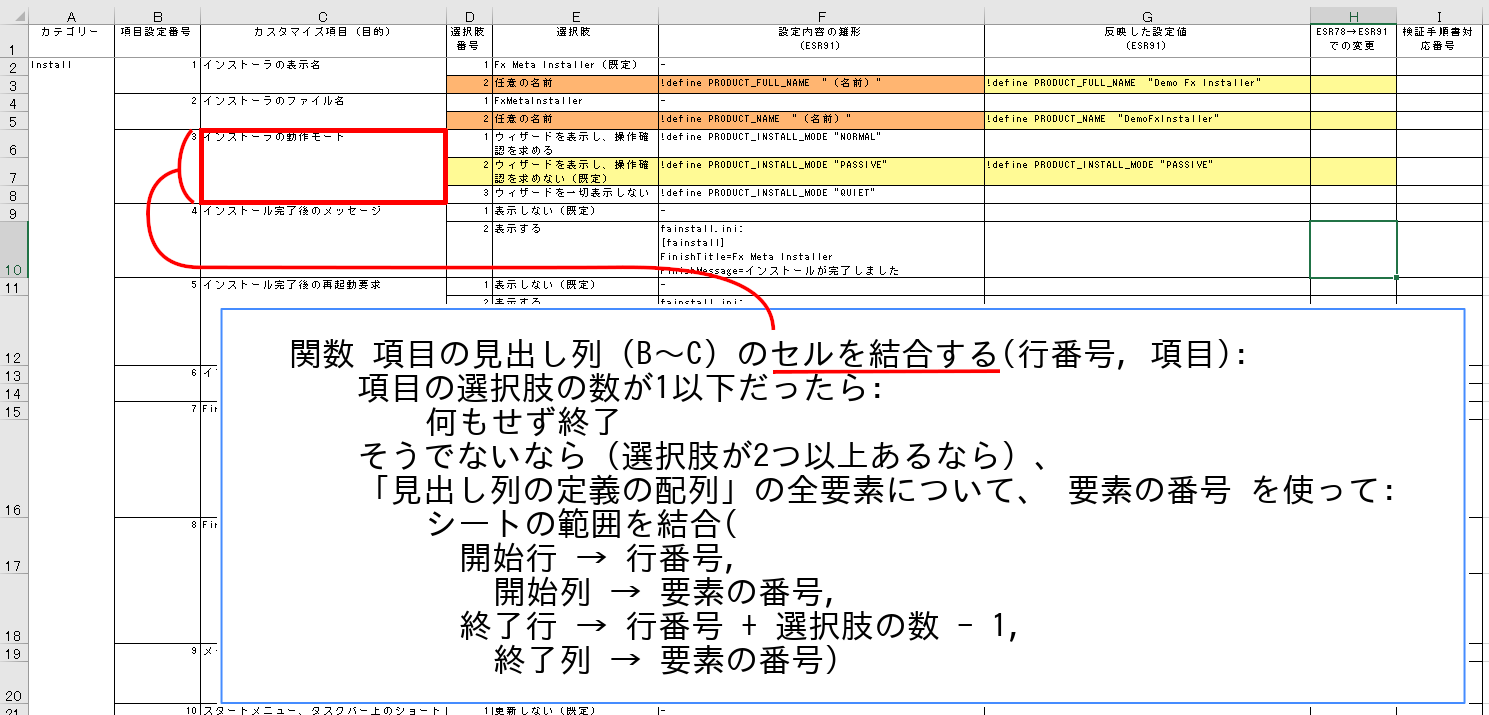 A B C D E F G H I
カテゴリー 項目設定番号 カスタマイズ項目（目的） 選択肢番号 選択肢 設定内容の雛形（ESR91） 反映した設定値（ESR91） ESR78→ESR91での変更 検証手順書対応番号
1
2 Install 1 インストーラの表示名 1 Fx Meta Installer（既定） -
3 2 任意の名前 !define PRODUCT_FULL_NAME "（名前）" !define PRODUCT_FULL_NAME "Demo Fx Installer"
4 2 インストーラのファイル名 1 FxMetaInstaller -
5 2 任意の名前 !define PRODUCT_NAME "（名前）" !define PRODUCT_NAME "DemoFxInstaller"
6 3 インストーラの動作モード 1 ウィザードを表示し、操作確認を求める !define PRODUCT_INSTALL_MODE "NORMAL"
7 2 ウィザードを表示し、操作確認を求めない（既定） !define PRODUCT_INSTALL_MODE "PASSIVE" !define PRODUCT_INSTALL_MODE "PASSIVE"
8 3 ウィザードを一切表示しない !define PRODUCT_INSTALL_MODE "QUIET"
9 4 インストール完了後のメッセージ 1 表示しない（既定） -
10 2 表示する fainstall.ini:
[fainstall]
FinishTitle=Fx Meta Installer
FinishMessage=インストールが完了しました
11 5 インストール完了後の再起動要求 1 表示しない（既定） -
12 2 表示する fainstall.ini:
13 6 イ
14
15 7 Fir
16
17 8 Fir
18
19 9 メ
20
21 10 スタートメニュー、タスクバー上のショート 1 更新しない（既定） -
関数 項目の見出し列（B～C）のセルを結合する(行番号, 項目):
項目の選択肢の数が1以下だったら:
何もせず終了
そうでないなら（選択肢が2つ以上あるなら）、
「見出し列の定義の配列」の全要素について、 要素の番号 を使って:
シートの範囲を結合(
開始行 → 行番号,
開始列 → 要素の番号,
終了行 → 行番号 + 選択肢の数 - 1,
終了列 → 要素の番号)